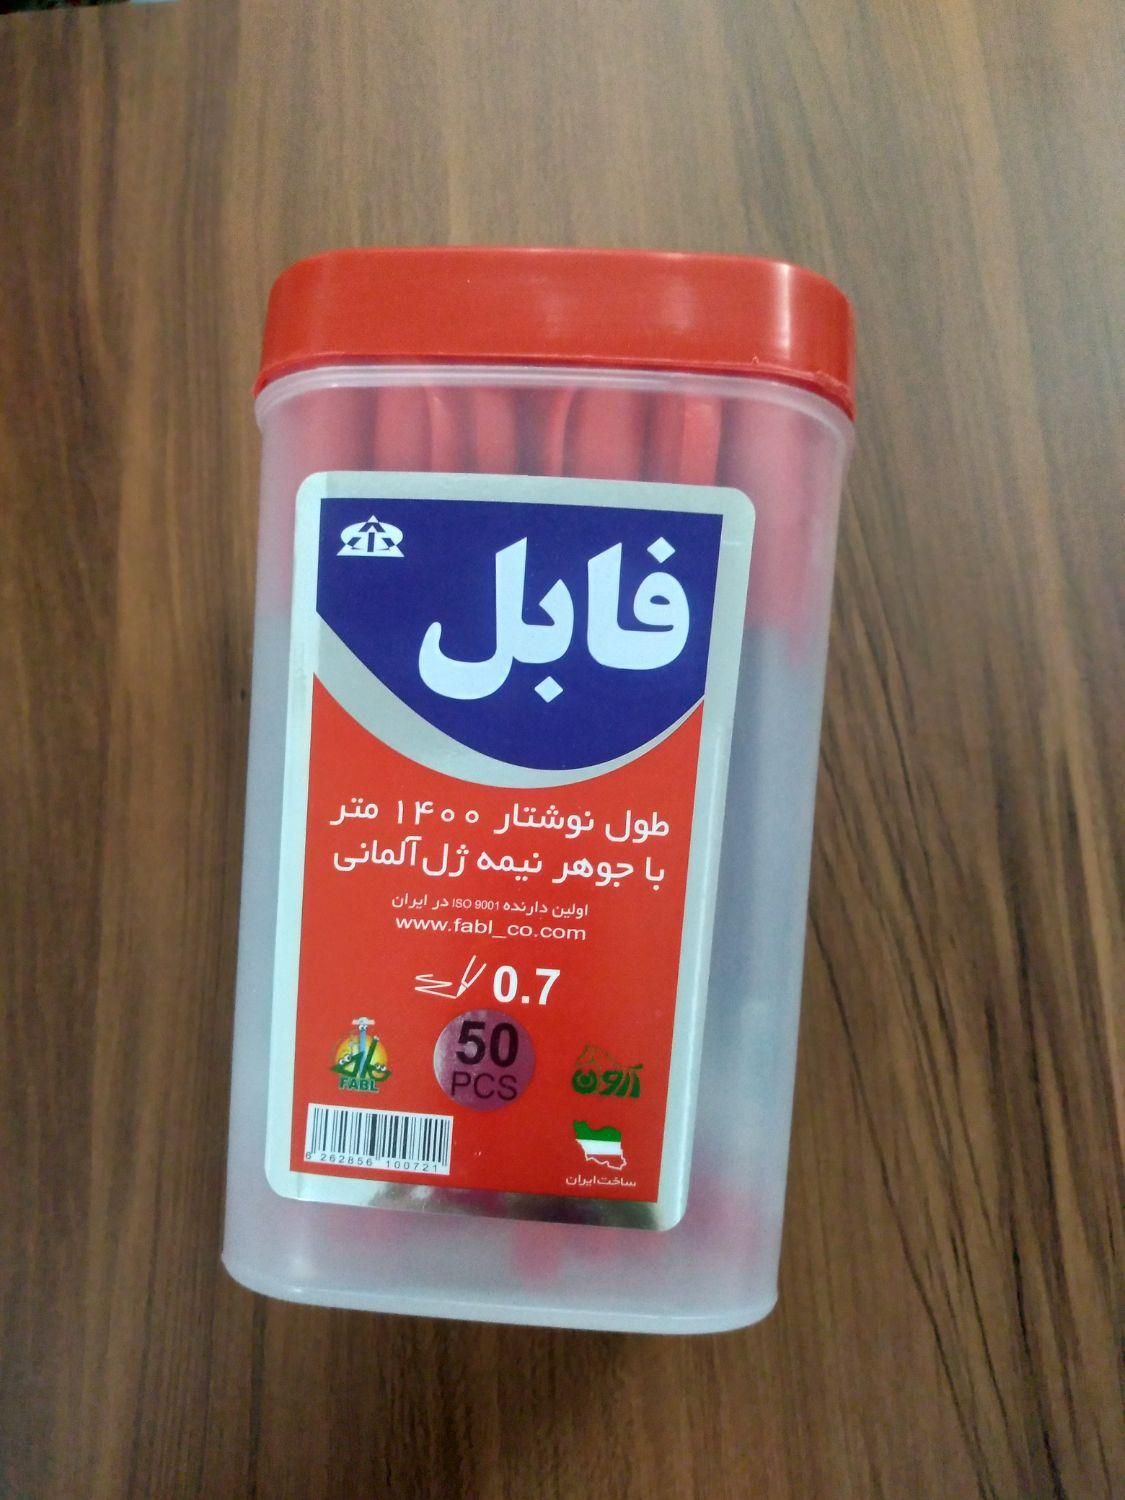 فابل
طول نوشتار ۱۴۰۰ متر
با جوهر نیمه ژل آلمانی
اولین دارنده ISO 9001 در ایران
www.fabl_co.com
0.7
50
PCS
فابل
FABL
آرون
6 262856 100721
ساخت ایران